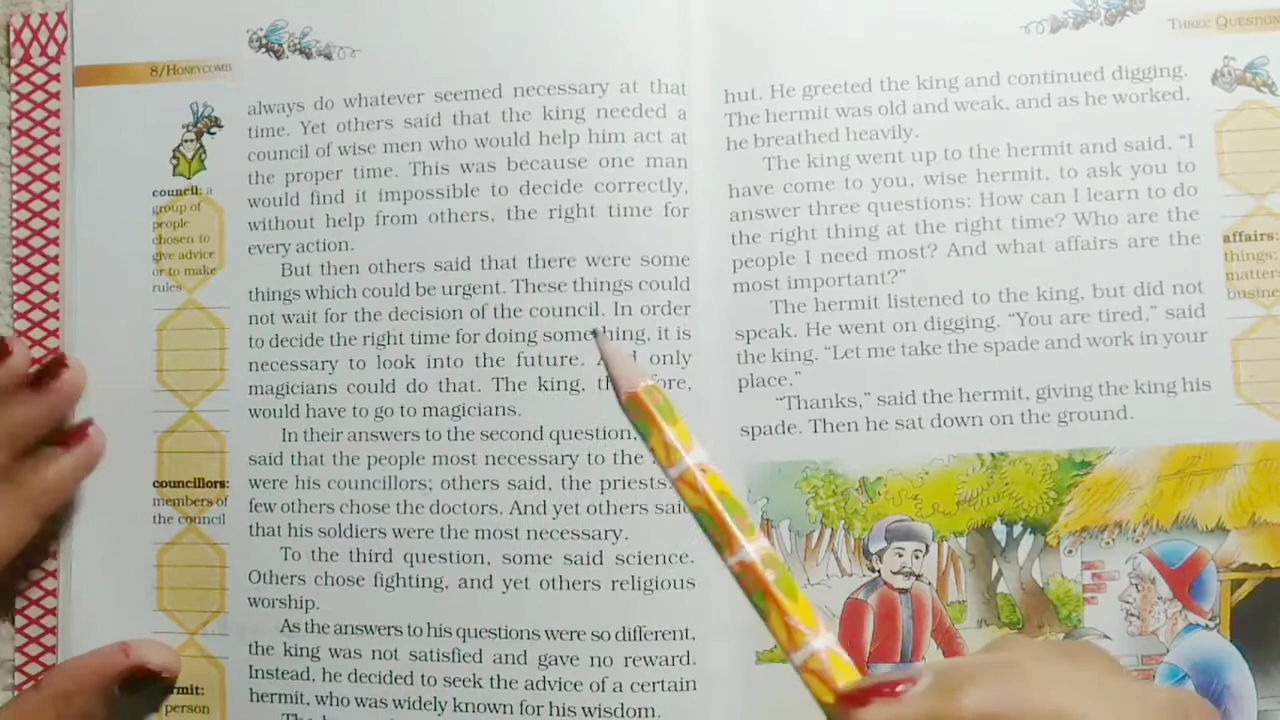 8/HONEYCOMB
always do whatever seemed necessary at that
time. Yet others said that the king needed a
council of wise men who would help him act at
the proper time. This was because one man
would find it impossible to decide correctly,
without help from others, the right time for
every action.
But then others said that there were some
things which could be urgent. These things could
not wait for the decision of the council. In order
to decide the right time for doing something, it is
necessary to look into the future. And only
magicians could do that. The king, therefore,
would have to go to magicians.
In their answers to the second question,
said that the people most necessary to the
were his councillors; others said, the priests.
few others chose the doctors. And yet others said
that his soldiers were the most necessary.
To the third question, some said science.
Others chose fighting, and yet others religious
worship.
As the answers to his questions were so different,
the king was not satisfied and gave no reward.
Instead, he decided to seek the advice of a certain
hermit, who was widely known for his wisdom.
council: a
group of
people
chosen to
give advice
or to make
rules
councillors:
members of
the council
person
THREE QUESTION
hut. He greeted the king and continued digging.
The hermit was old and weak, and as he worked,
he breathed heavily.
The king went up to the hermit and said, “I
have come to you, wise hermit, to ask you to
answer three questions: How can I learn to do
the right thing at the right time? Who are the
people I need most? And what affairs are the
most important?”
The hermit listened to the king, but did not
speak. He went on digging. “You are tired,” said
the king. “Let me take the spade and work in your
place.”
“Thanks,” said the hermit, giving the king his
spade. Then he sat down on the ground.
affairs:
things;
matter
busine